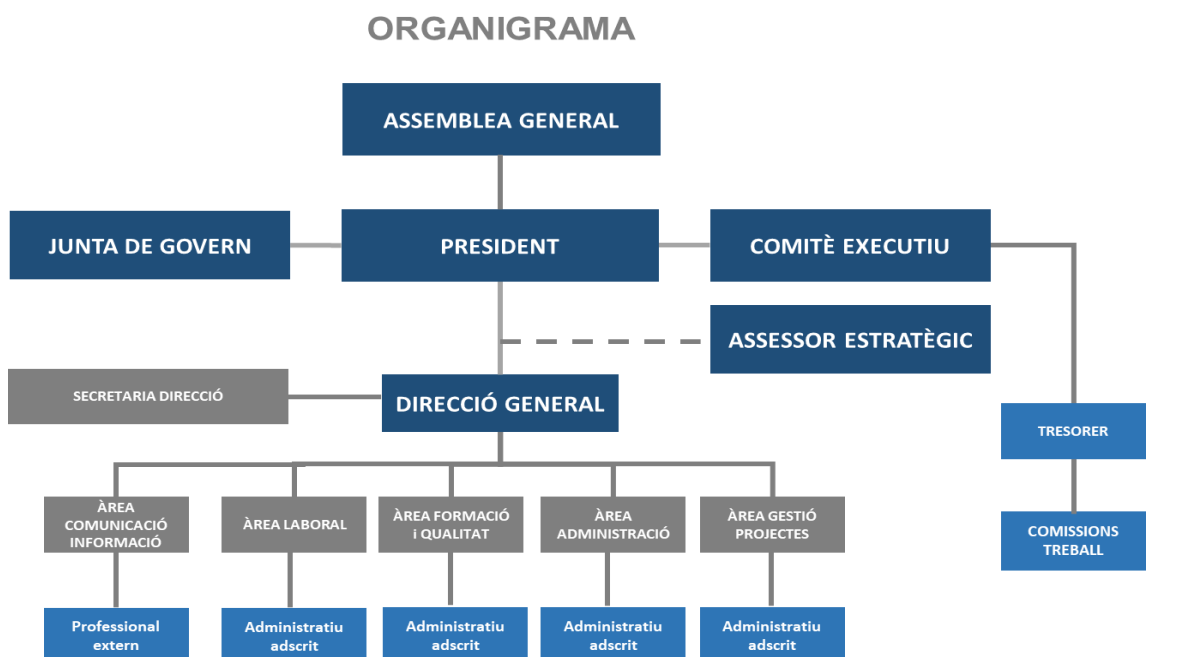 ORGANIGRAMA
ASSEMBLEA GENERAL
JUNTA DE GOVERN
PRESIDENT
COMITÈ EXECUTIU
ASSESSOR ESTRATÈGIC
SECRETARIA DIRECCIÓ
DIRECCIÓ GENERAL
TRESORER
COMISSIONS
TREBALL
ÀREA
COMUNICACIÓ
INFORMACIÓ
ÀREA LABORAL
ÀREA FORMACIÓ
i QUALITAT
ÀREA
ADMINISTRACIÓ
ÀREA GESTIÓ
PROJECTES
Professional
extern
Administratiu
adscrit
Administratiu
adscrit
Administratiu
adscrit
Administratiu
adscrit